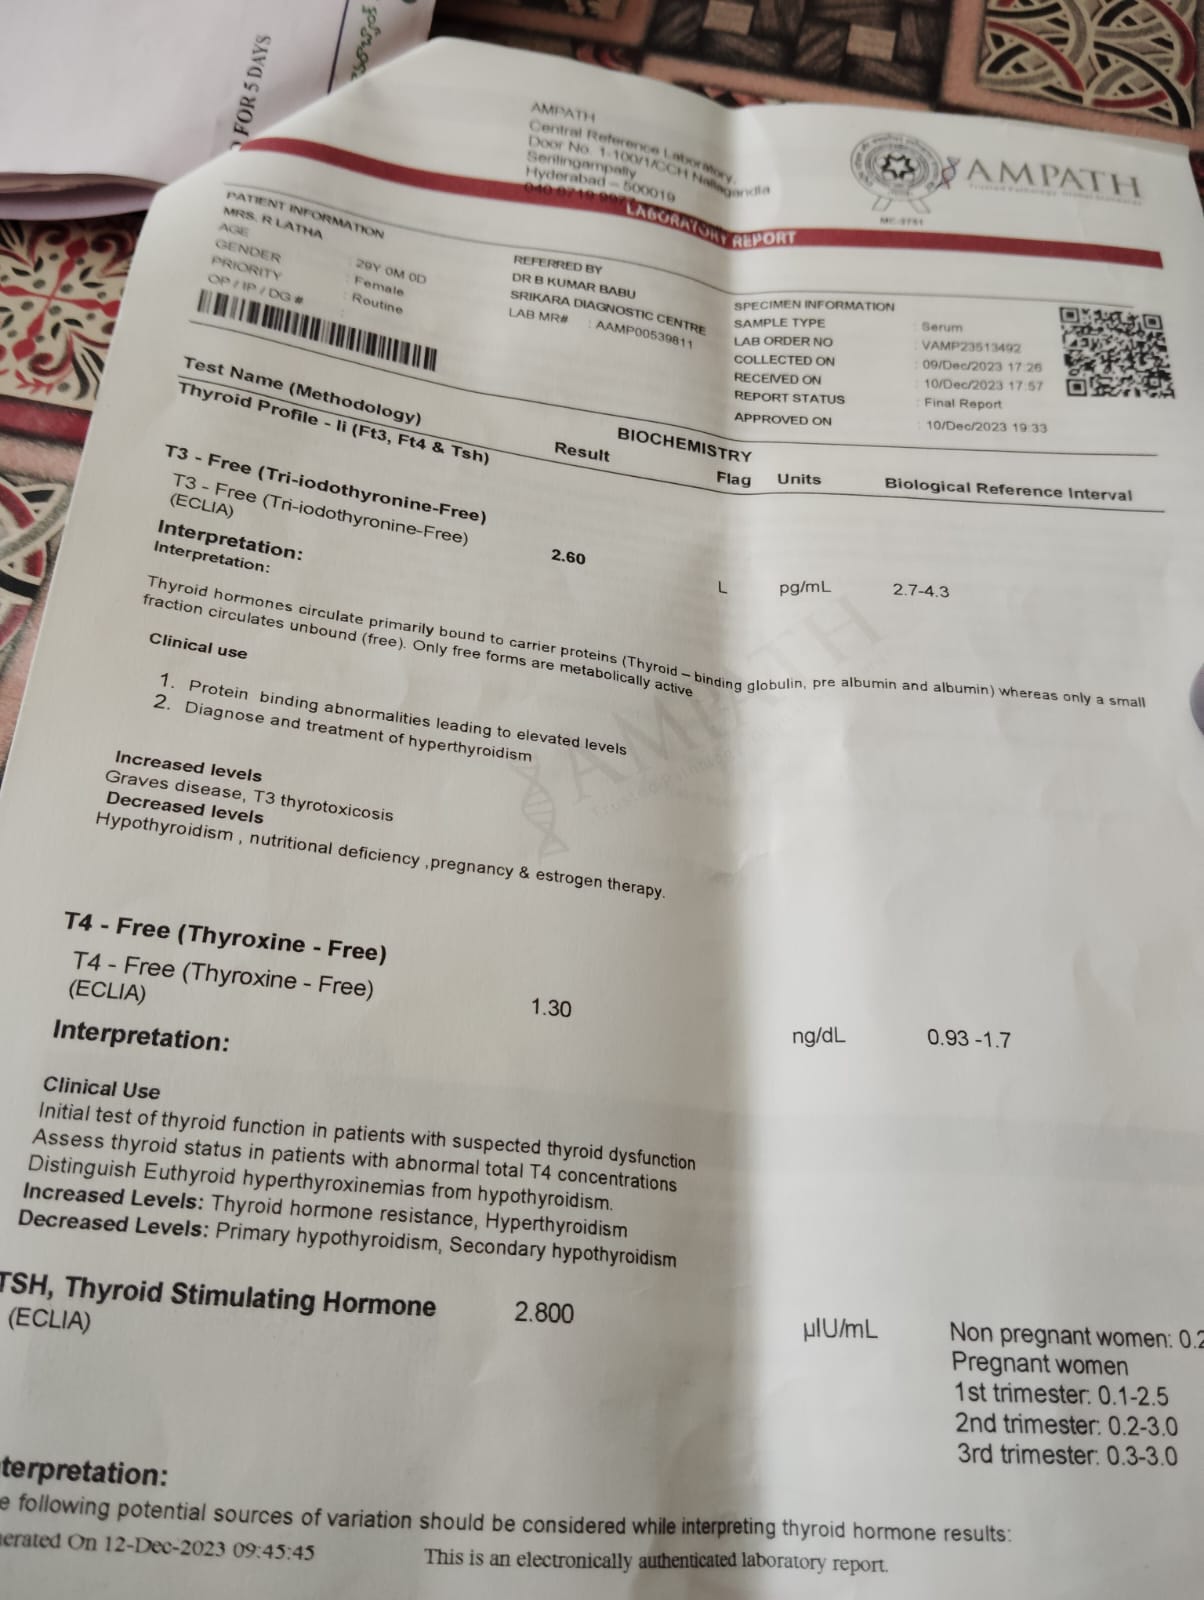 FOR 5 DAYS
AMPATH
Central Reference Laboratory,
Door No. 1-100/1/CCH Nallagandla
Serilingampally
Hyderabad – 500019
AMPATH
LABORATORY REPORT
PATIENT INFORMATION
MRS. R LATHA
AGE : 29Y 0M 0D
GENDER : Female
PRIORITY : Routine
OP / IP / DG # :
REFERRED BY
DR B KUMAR BABU
SRIKARA DIAGNOSTIC CENTRE
LAB MR# : AAMP00539811
SPECIMEN INFORMATION
SAMPLE TYPE : Serum
LAB ORDER NO : VAMP23513492
COLLECTED ON : 09/Dec/2023 17:26
RECEIVED ON : 10/Dec/2023 17:57
REPORT STATUS : Final Report
APPROVED ON : 10/Dec/2023 19:33
BIOCHEMISTRY
Test Name (Methodology) Result Flag Units Biological Reference Interval
Thyroid Profile - Ii (Ft3, Ft4 & Tsh)
T3 - Free (Tri-iodothyronine-Free)
T3 - Free (Tri-iodothyronine-Free) 2.60 L pg/mL 2.7-4.3
(ECLIA)
Interpretation:
Interpretation:
Thyroid hormones circulate primarily bound to carrier proteins (Thyroid – binding globulin, pre albumin and albumin) whereas only a small
fraction circulates unbound (free). Only free forms are metabolically active
Clinical use
1. Protein binding abnormalities leading to elevated levels
2. Diagnose and treatment of hyperthyroidism
AMPATH
Increased levels
Graves disease, T3 thyrotoxicosis
Decreased levels
Hypothyroidism , nutritional deficiency ,pregnancy & estrogen therapy.
T4 - Free (Thyroxine - Free)
T4 - Free (Thyroxine - Free) 1.30 ng/dL 0.93 -1.7
(ECLIA)
Interpretation:
Clinical Use
Initial test of thyroid function in patients with suspected thyroid dysfunction
Assess thyroid status in patients with abnormal total T4 concentrations
Distinguish Euthyroid hyperthyroxinemias from hypothyroidism.
Increased Levels: Thyroid hormone resistance, Hyperthyroidism
Decreased Levels: Primary hypothyroidism, Secondary hypothyroidism
TSH, Thyroid Stimulating Hormone 2.800 µIU/mL Non pregnant women: 0.2
(ECLIA)
Pregnant women
1st trimester: 0.1-2.5
2nd trimester: 0.2-3.0
3rd trimester: 0.3-3.0
terpretation:
e following potential sources of variation should be considered while interpreting thyroid hormone results:
nerated On 12-Dec-2023 09:45:45 This is an electronically authenticated laboratory report.